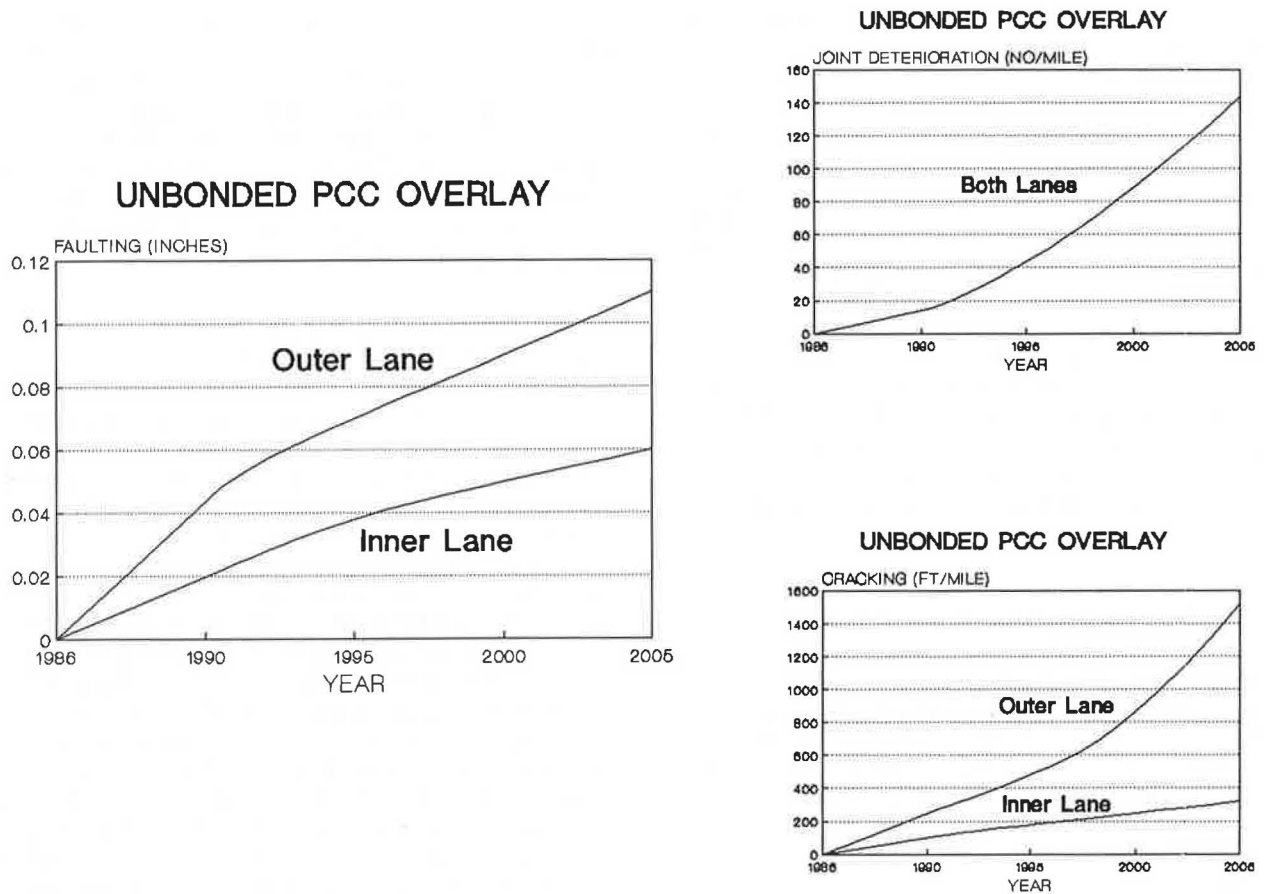 UNBONDED PCC OVERLAY
FAULTING (INCHES)
0.12
0.1
0.08
0.06
0.04
0.02
0
Outer Lane
Inner Lane
1985 1990 1995 2000 2005
YEAR
UNBONDED PCC OVERLAY
JOINT DETERIORATION (NO/MILE)
160
140
120
100
80
60
40
20
0
Both Lanes
1985 1990 1995 2000 2005
YEAR
UNBONDED PCC OVERLAY
CRACKING (FT/MILE)
1600
1400
1200
1000
800
600
400
200
0
Outer Lane
Inner Lane
1985 1990 1995 2000 2005
YEAR